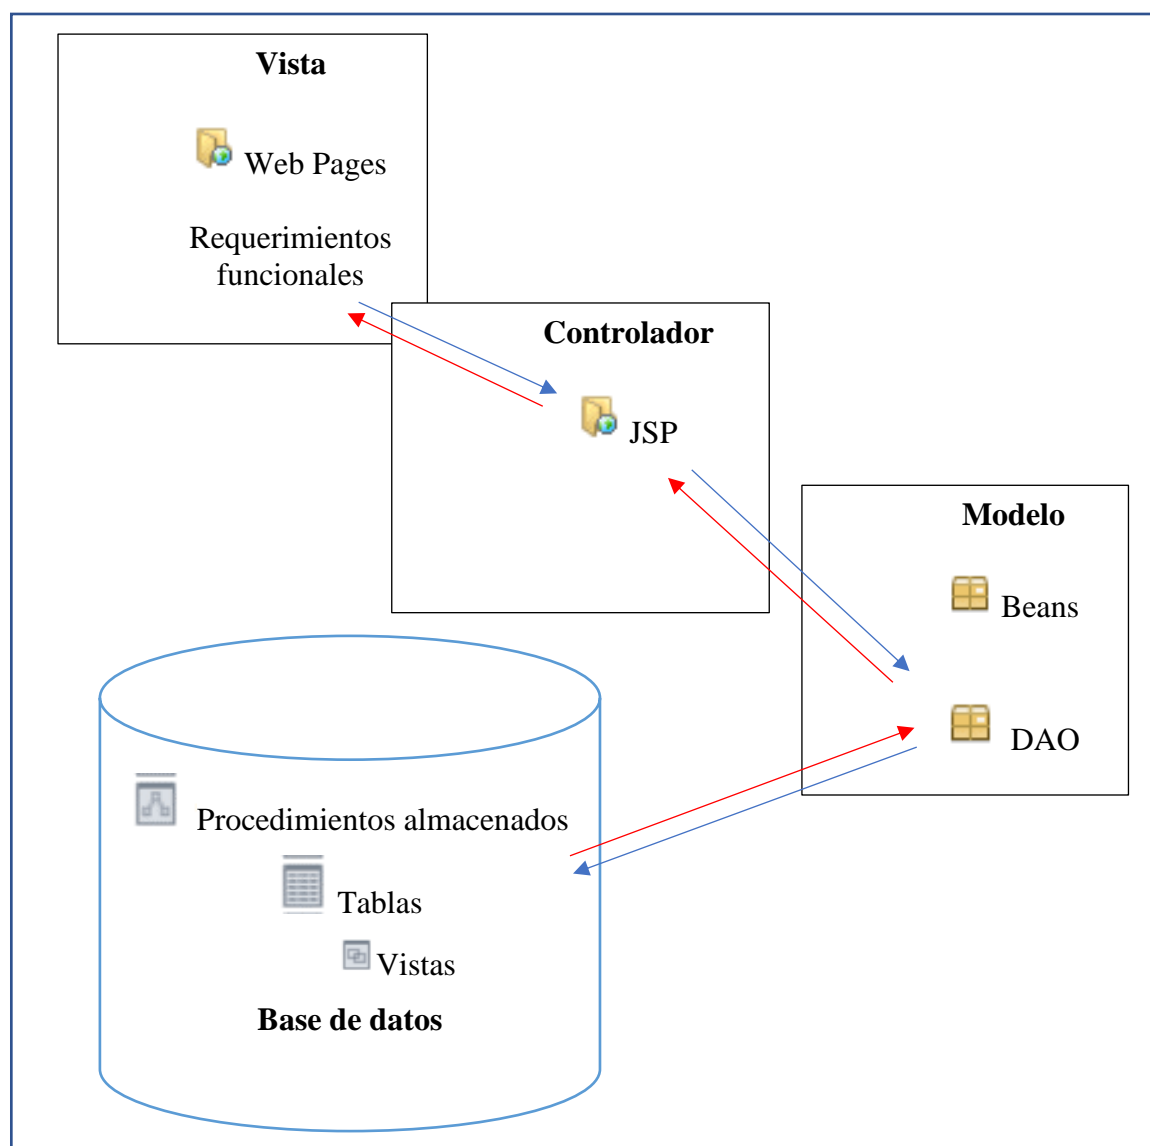 Vista
Web Pages
Requerimientos
funcionales
Controlador
JSP
Modelo
Beans
DAO
Procedimientos almacenados
Tablas
Vistas
Base de datos